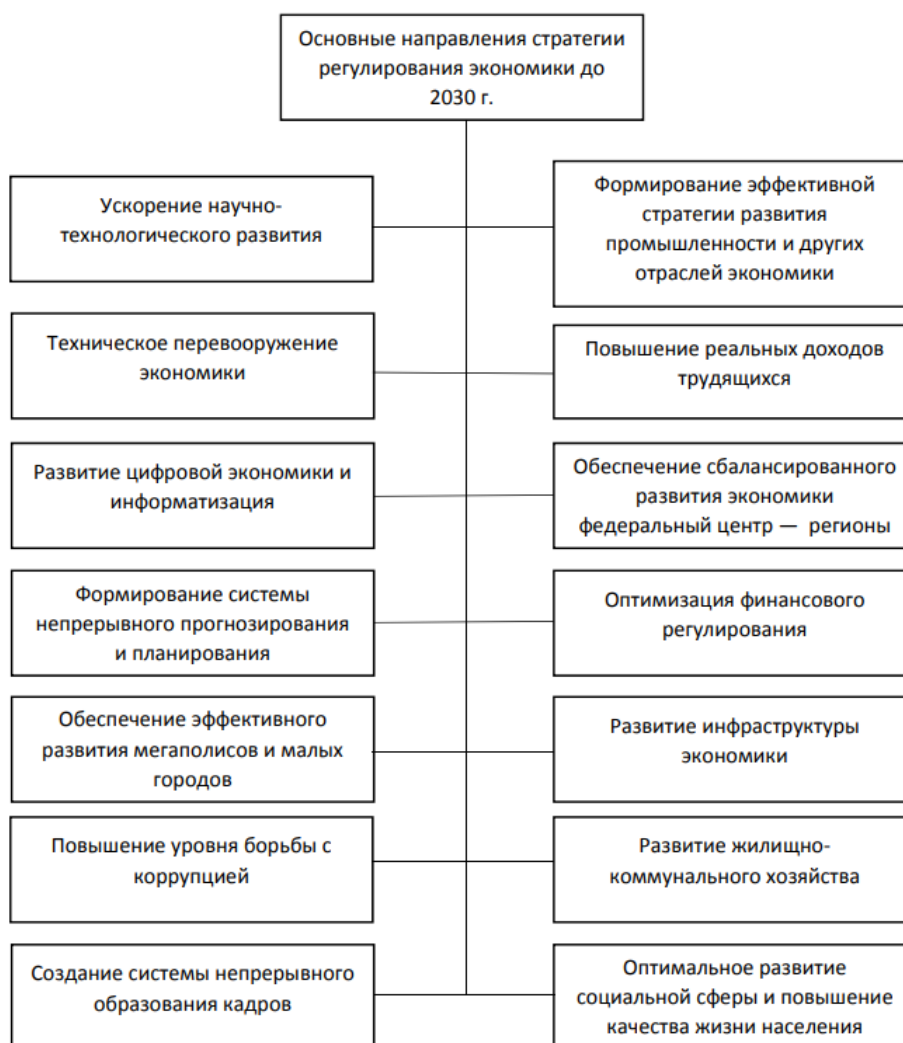 Основные направления стратегии
регулирования экономики до
2030 г.
Ускорение научно-
технологического развития
Формирование эффективной
стратегии развития
промышленности и других
отраслей экономики
Техническое перевооружение
экономики
Повышение реальных доходов
трудящихся
Развитие цифровой экономики и
информатизация
Обеспечение сбалансированного
развития экономики
федеральный центр — регионы
Формирование системы
непрерывного прогнозирования
и планирования
Оптимизация финансового
регулирования
Обеспечение эффективного
развития мегаполисов и малых
городов
Развитие инфраструктуры
экономики
Повышение уровня борьбы с
коррупцией
Развитие жилищно-
коммунального хозяйства
Создание системы непрерывного
образования кадров
Оптимальное развитие
социальной сферы и повышение
качества жизни населения